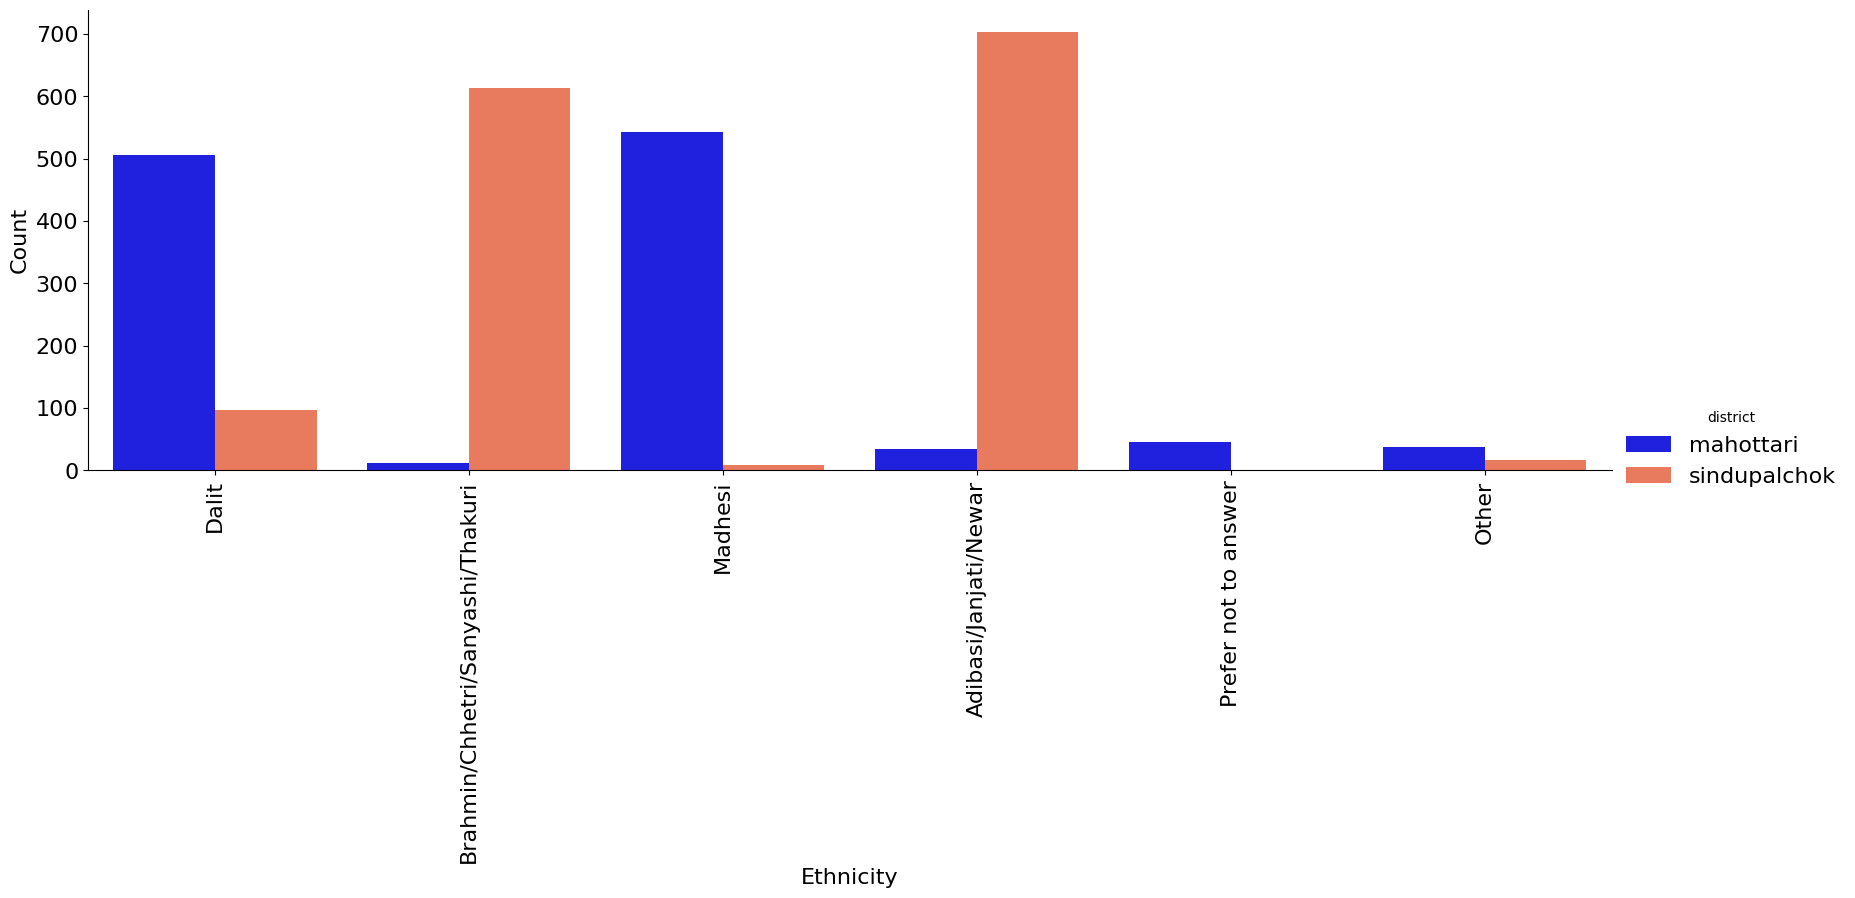 700
600
500
400
300
200
100
0
Count
Dalit
Brahmin/Chhetri/Sanyashi/Thakuri
Madhesi
Adibasi/Janjati/Newar
Prefer not to answer
Other
Ethnicity
district
mahottari
sindupalchok